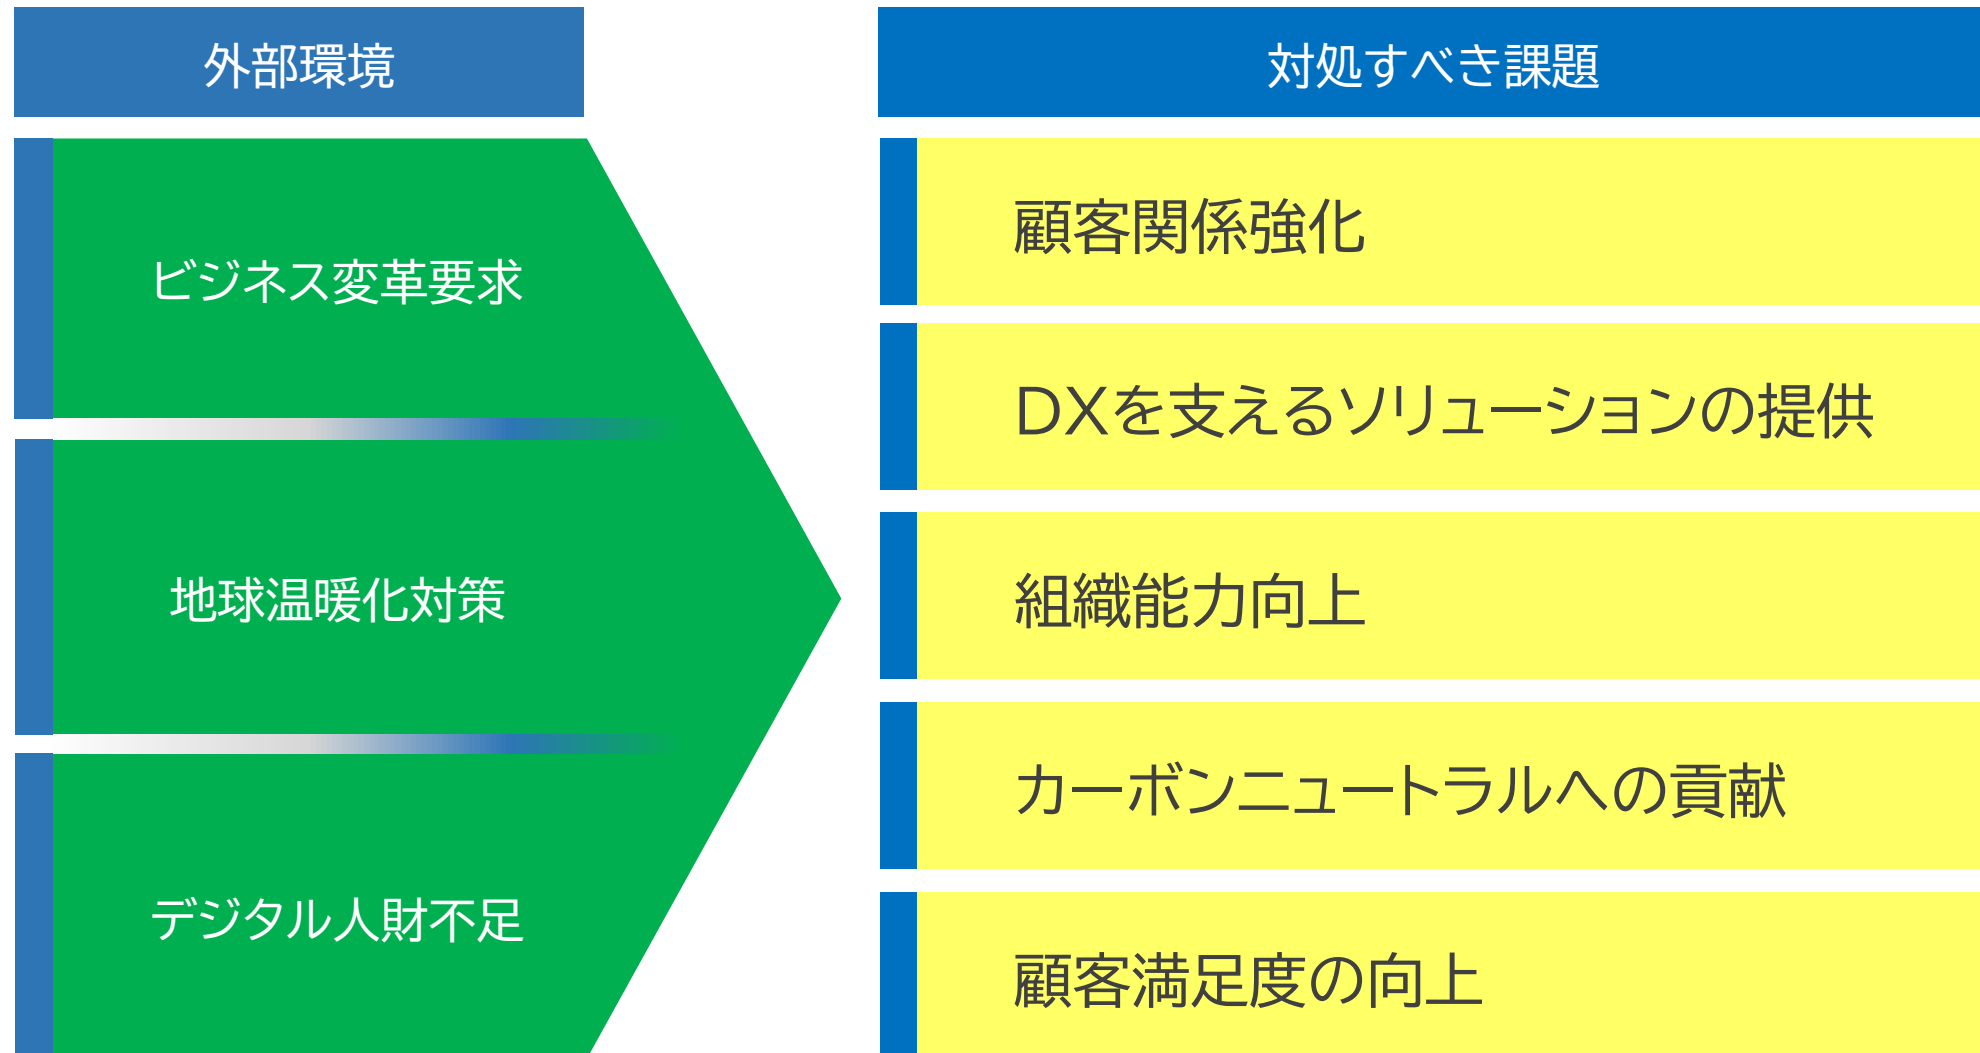 外部環境
ビジネス変革要求
地球温暖化対策
デジタル人財不足
対処すべき課題
顧客関係強化
DXを支えるソリューションの提供
組織能力向上
カーボンニュートラルへの貢献
顧客満足度の向上